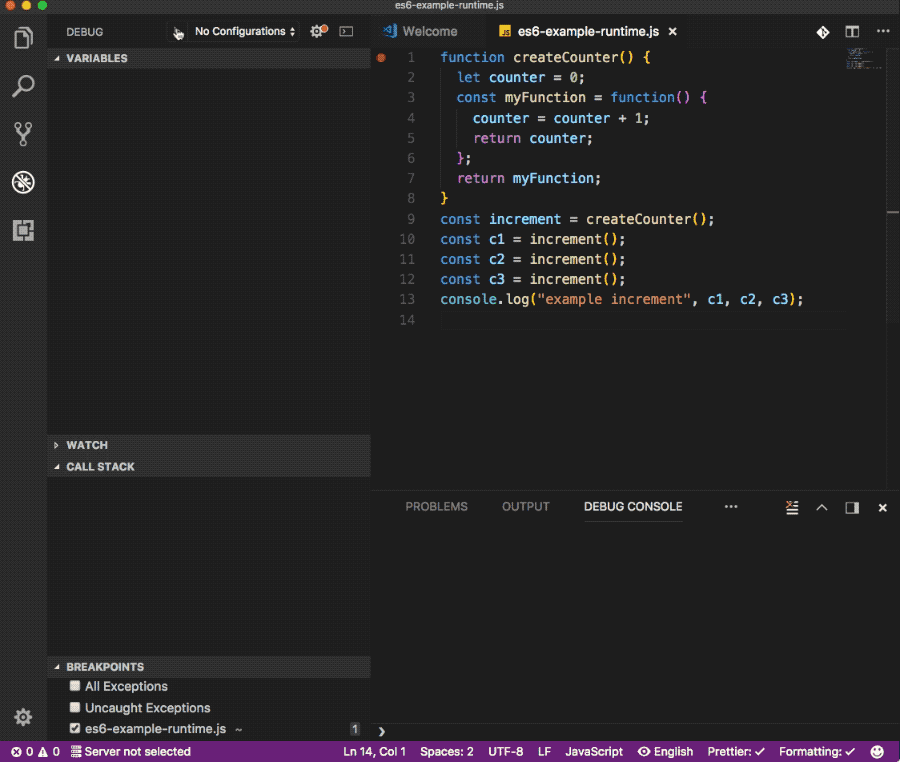 es6-example-runtime.js
DEBUG No Configurations
VARIABLES
WATCH
CALL STACK
BREAKPOINTS
All Exceptions
Uncaught Exceptions
es6-example-runtime.js ~ 1
Welcome es6-example-runtime.js
1 function createCounter() {
2 let counter = 0;
3 const myFunction = function() {
4 counter = counter + 1;
5 return counter;
6 };
7 return myFunction;
8 }
9 const increment = createCounter();
10 const c1 = increment();
11 const c2 = increment();
12 const c3 = increment();
13 console.log("example increment", c1, c2, c3);
14
PROBLEMS OUTPUT DEBUG CONSOLE ···
0 0 Server not selected Ln 14, Col 1 Spaces: 2 UTF-8 LF JavaScript English Prettier: ✓ Formatting: ✓